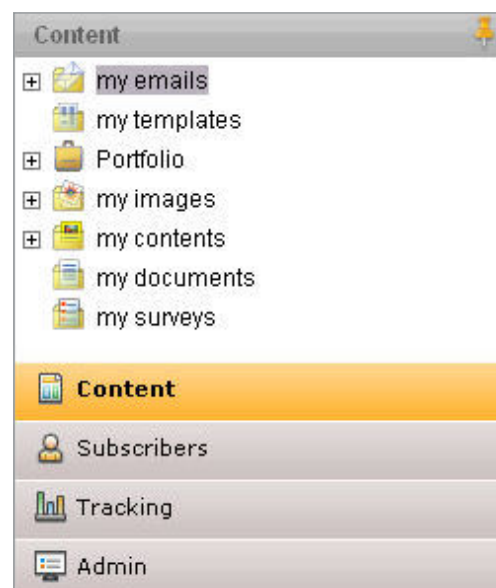 Content
my emails
my templates
Portfolio
my images
my contents
my documents
my surveys
Content
Subscribers
Tracking
Admin